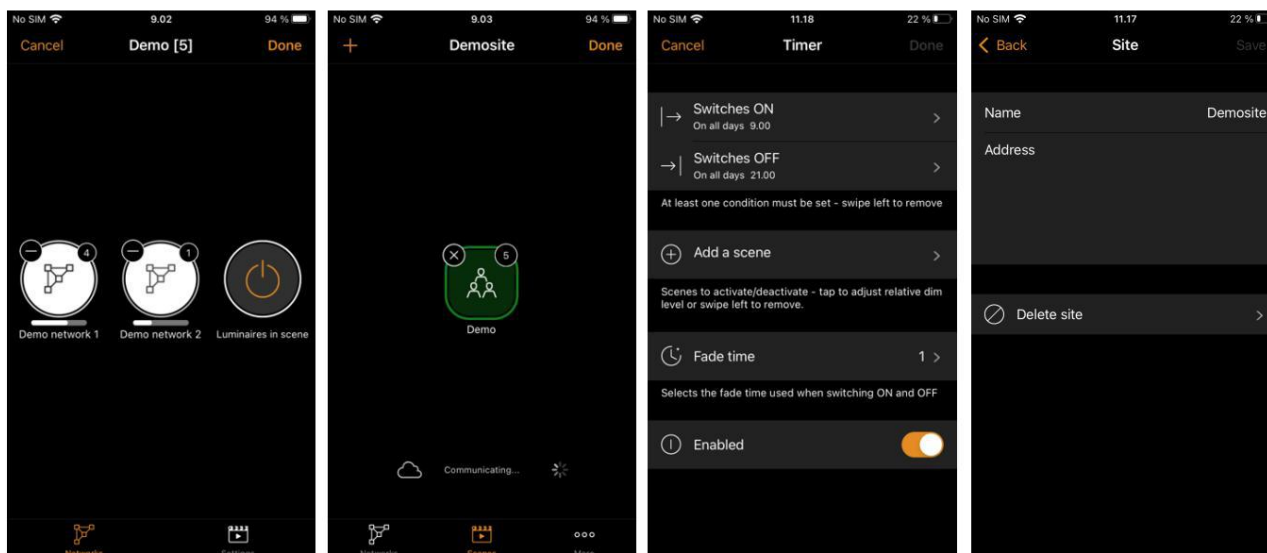 No SIM 9.02 94 %
Cancel Demo [5] Done
4
1
Demo network 1 Demo network 2 Luminaires in scene
Networks Settings
No SIM 9.03 94 %
+ Demosite Done
5
Demo
Communicating...
Networks Scenes More
No SIM 11.18 22 %
Cancel Timer Done
Switches ON
On all days 9.00
Switches OFF
On all days 21.00
At least one condition must be set - swipe left to remove
Add a scene
Scenes to activate/deactivate - tap to adjust relative dim
level or swipe left to remove.
Fade time 1
Selects the fade time used when switching ON and OFF
Enabled
No SIM 11.17 22 %
Back Site Save
Name Demosite
Address
Delete site